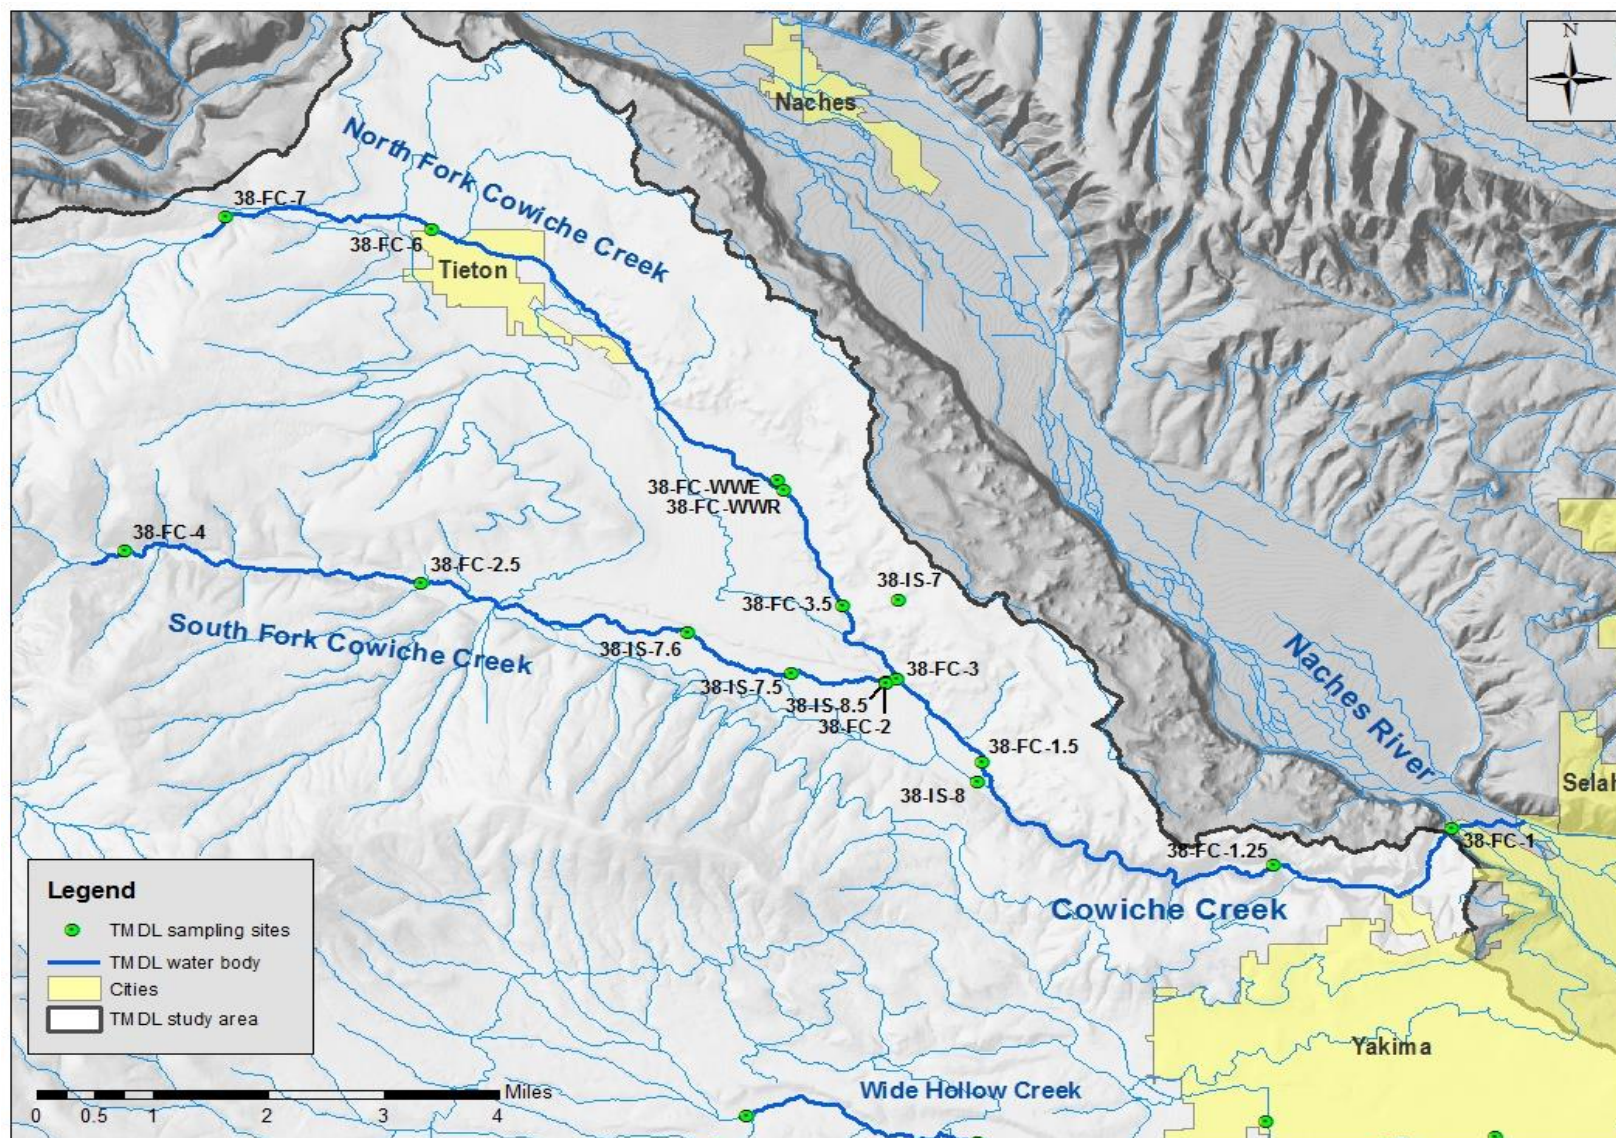 N
Naches
North Fork Cowiche Creek
38-FC-7
38-FC-6
Tieton
38-FC-WWE
38-FC-WWR
38-FC-4
38-FC-2.5
38-IS-7
38-FC-3.5
South Fork Cowiche Creek
38-IS-7.6
38-IS-7.5
38-FC-3
38-IS-8.5
38-FC-2
Naches River
38-FC-1.5
38-IS-8
Selah
38-FC-1
38-FC-1.25
Cowiche Creek
Legend
TMDL sampling sites
TMDL water body
Cities
TMDL study area
Yakima
Wide Hollow Creek
Miles
0 0.5 1 2 3 4